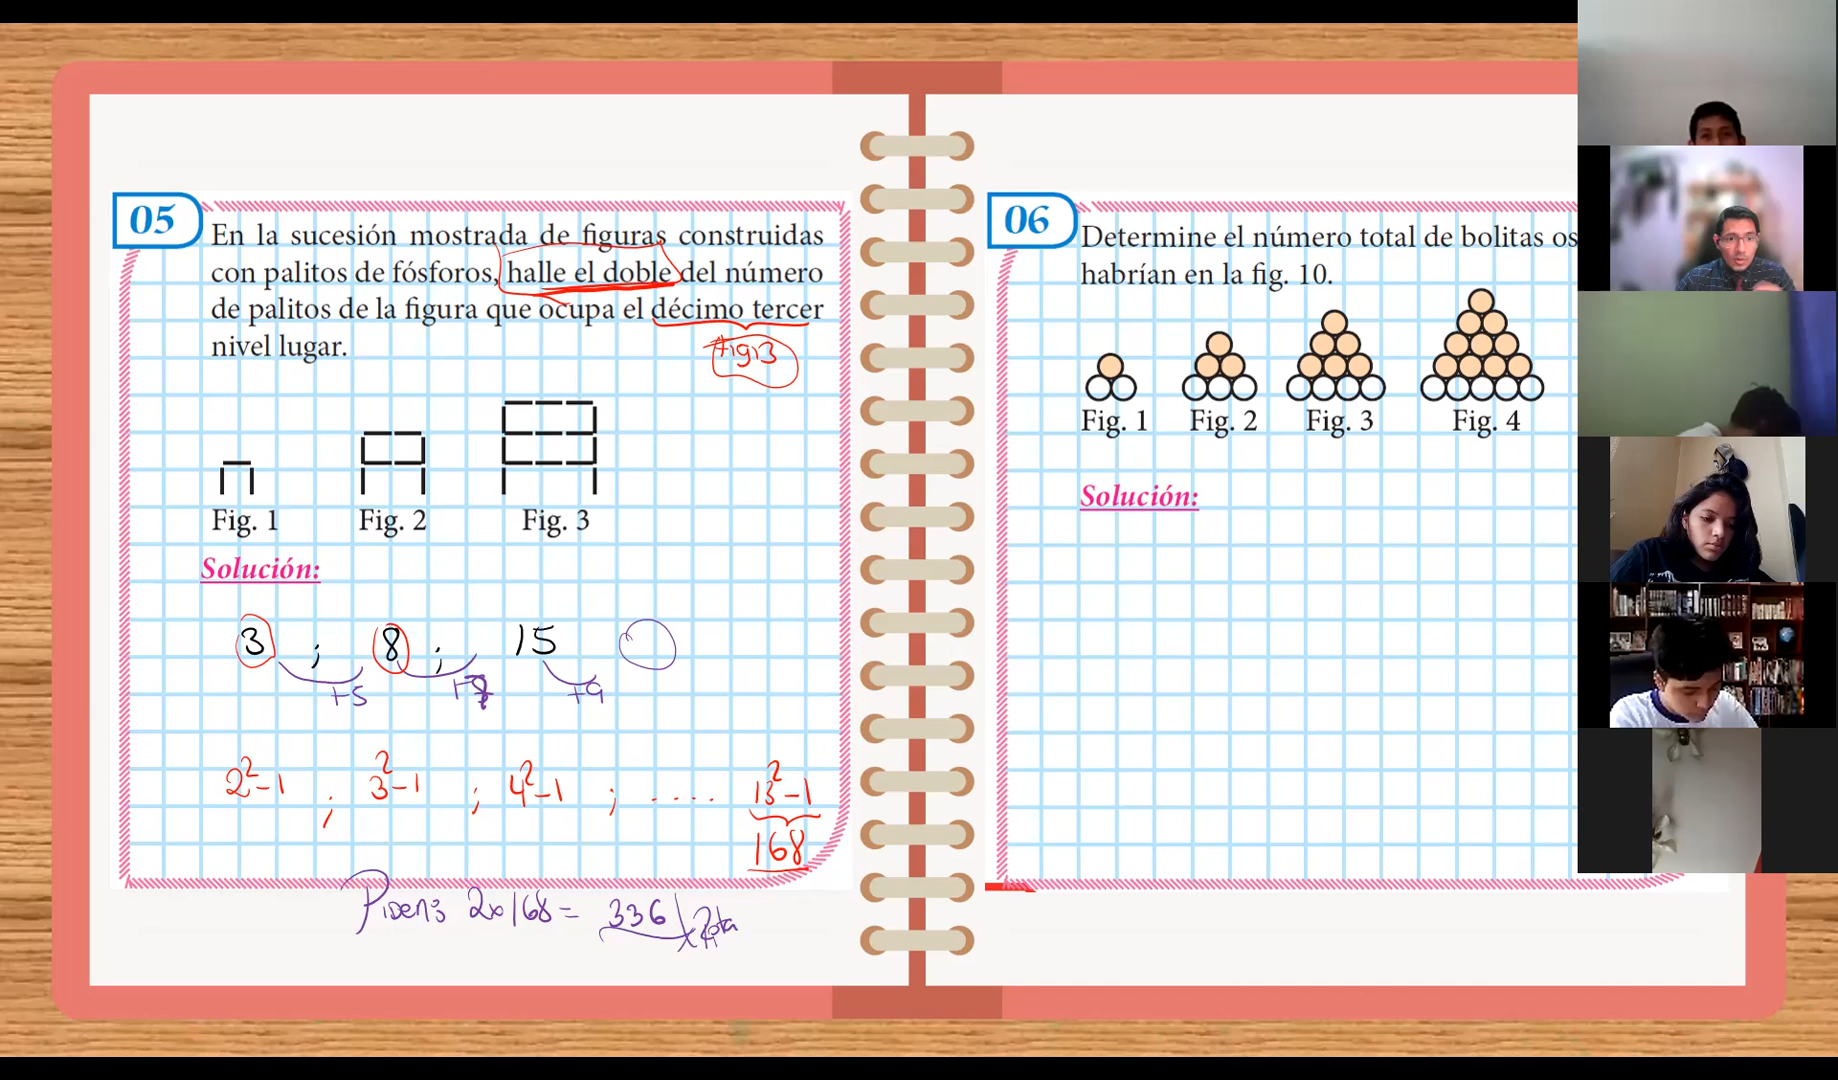 05
En la sucesión mostrada de figuras construidas
con palitos de fósforos, halle el doble del número
de palitos de la figura que ocupa el décimo tercer
nivel lugar.
Fig. 1
Fig. 2
Fig. 3
Solución:
3 ; 8 ; 15
+5 +7 +9
2²-1 ; 3²-1 ; 4²-1 ; .... 13²-1
168
2x168 = 336
06
Determine el número total de bolitas os
habrían en la fig. 10.
Fig. 1
Fig. 2
Fig. 3
Fig. 4
Solución: